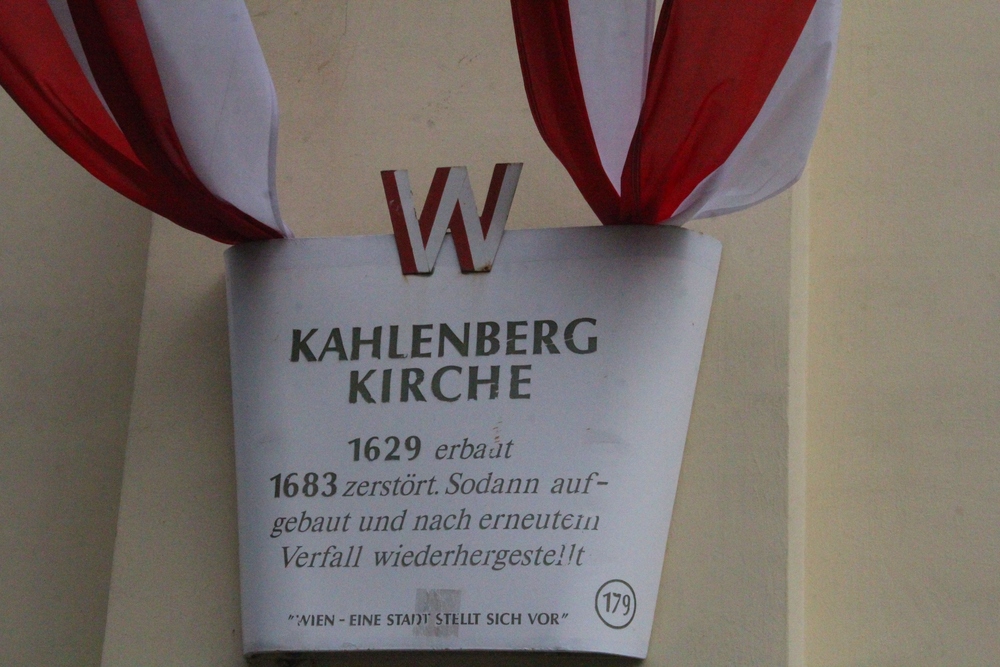 W
KAHLENBERG
KIRCHE
1629 erbaut
1683 zerstört. Sodann auf-
gebaut und nach erneutem
Verfall wiederhergestellt
"WIEN - EINE STADT STELLT SICH VOR"
179